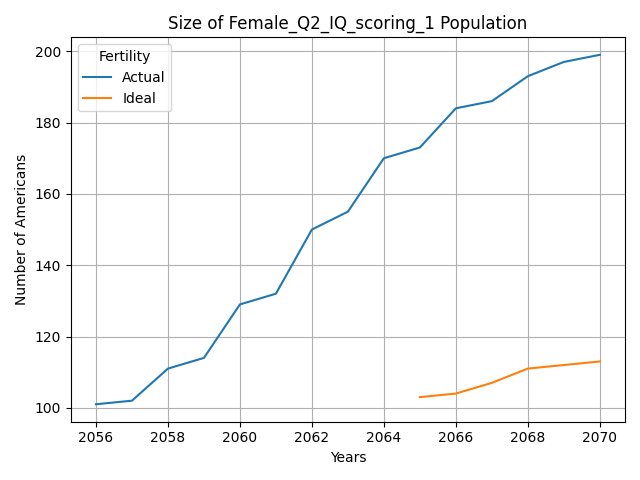 Size of Female_Q2_IQ_scoring_1 Population
Fertility
Actual
Ideal
Number of Americans
200
180
160
140
120
100
2056 2058 2060 2062 2064 2066 2068 2070
Years